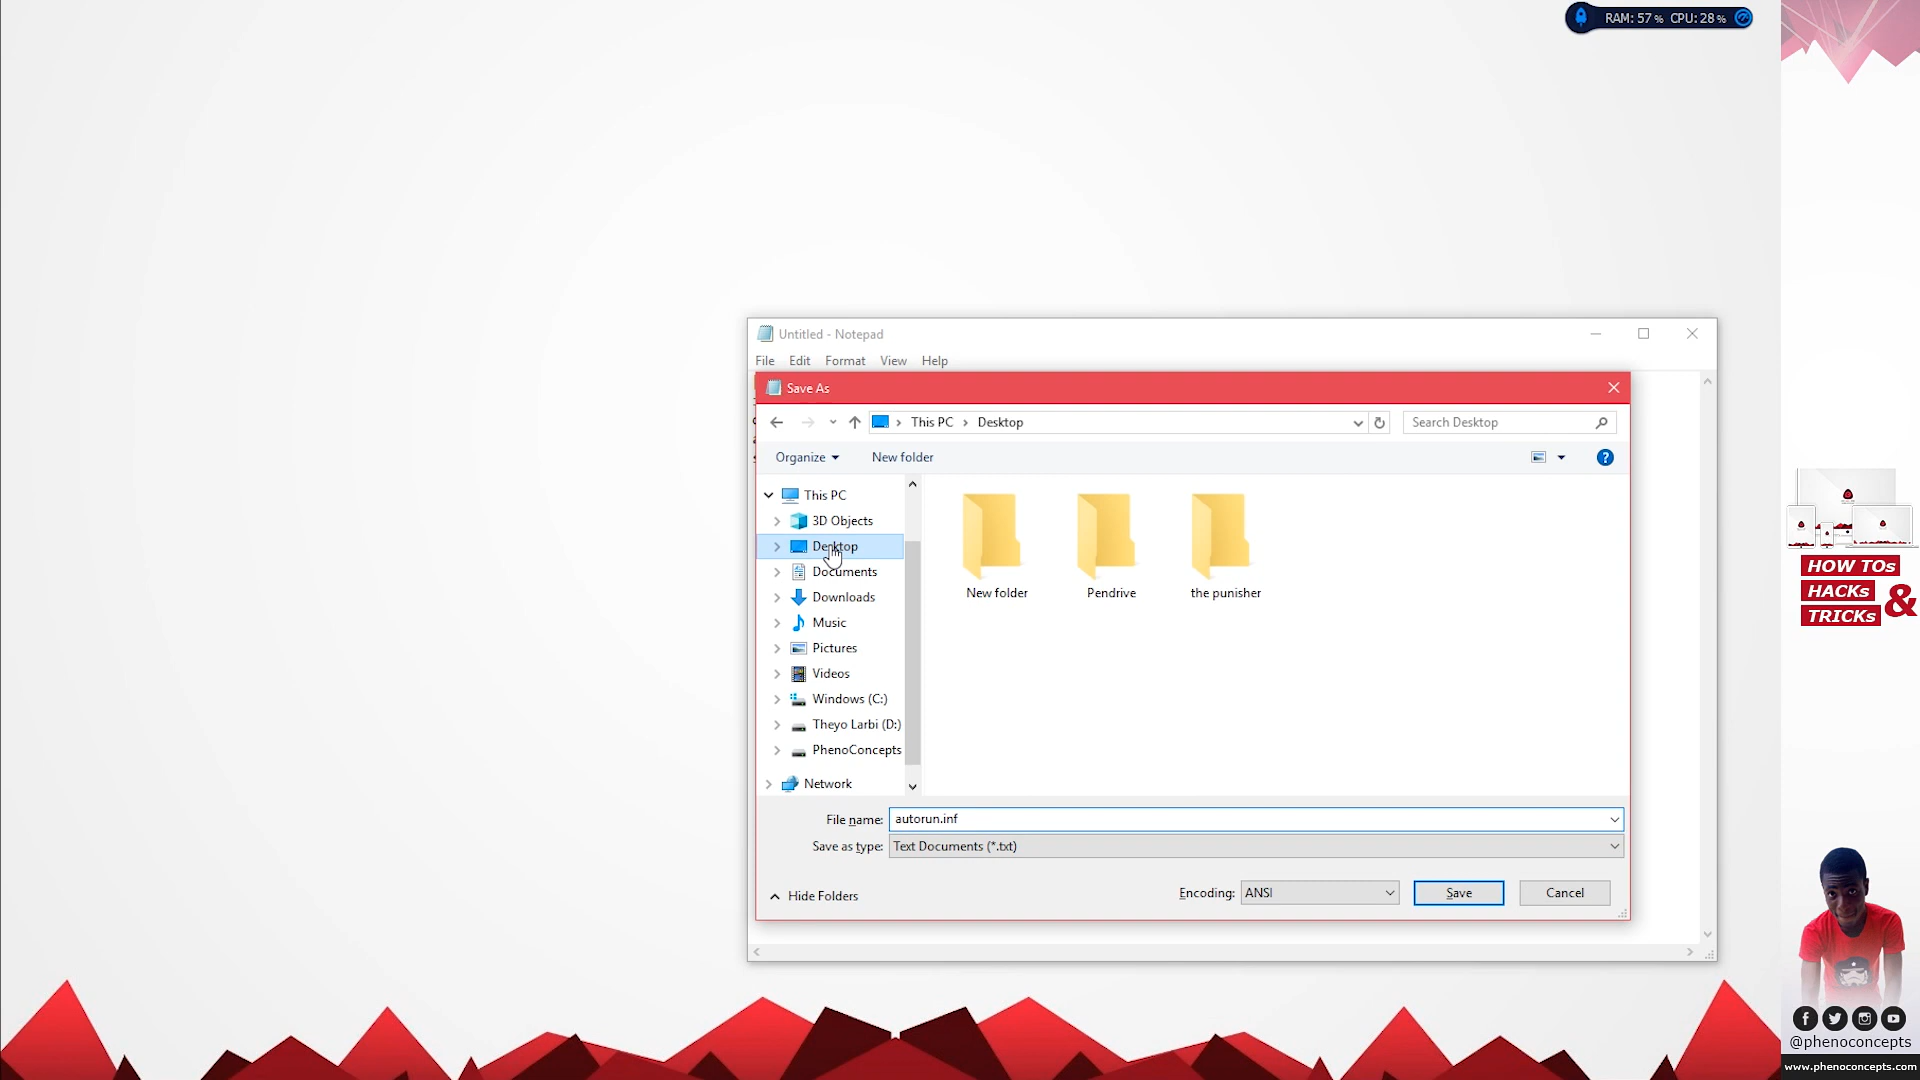 RAM: 57 % CPU: 28 %
Untitled - Notepad
File Edit Format View Help
Save As
This PC Desktop
Search Desktop
Organize New folder
This PC
3D Objects
Desktop
Documents
Downloads
Music
Pictures
Videos
Windows (C:)
Theyo Larbi (D:)
PhenoConcepts
Network
New folder Pendrive the punisher
File name: autorun.inf
Save as type: Text Documents (*.txt)
Hide Folders
Encoding: ANSI Save Cancel
HOW TOs
HACKs &
TRICKs
@phenoconcepts
www.phenoconcepts.com